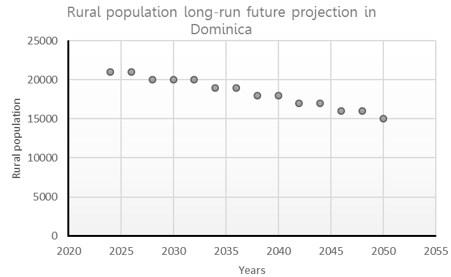 Rural population long-run future projection in
Dominica
25000
20000
15000
10000
5000
0
Rural population
2020 2025 2030 2035 2040 2045 2050 2055
Years